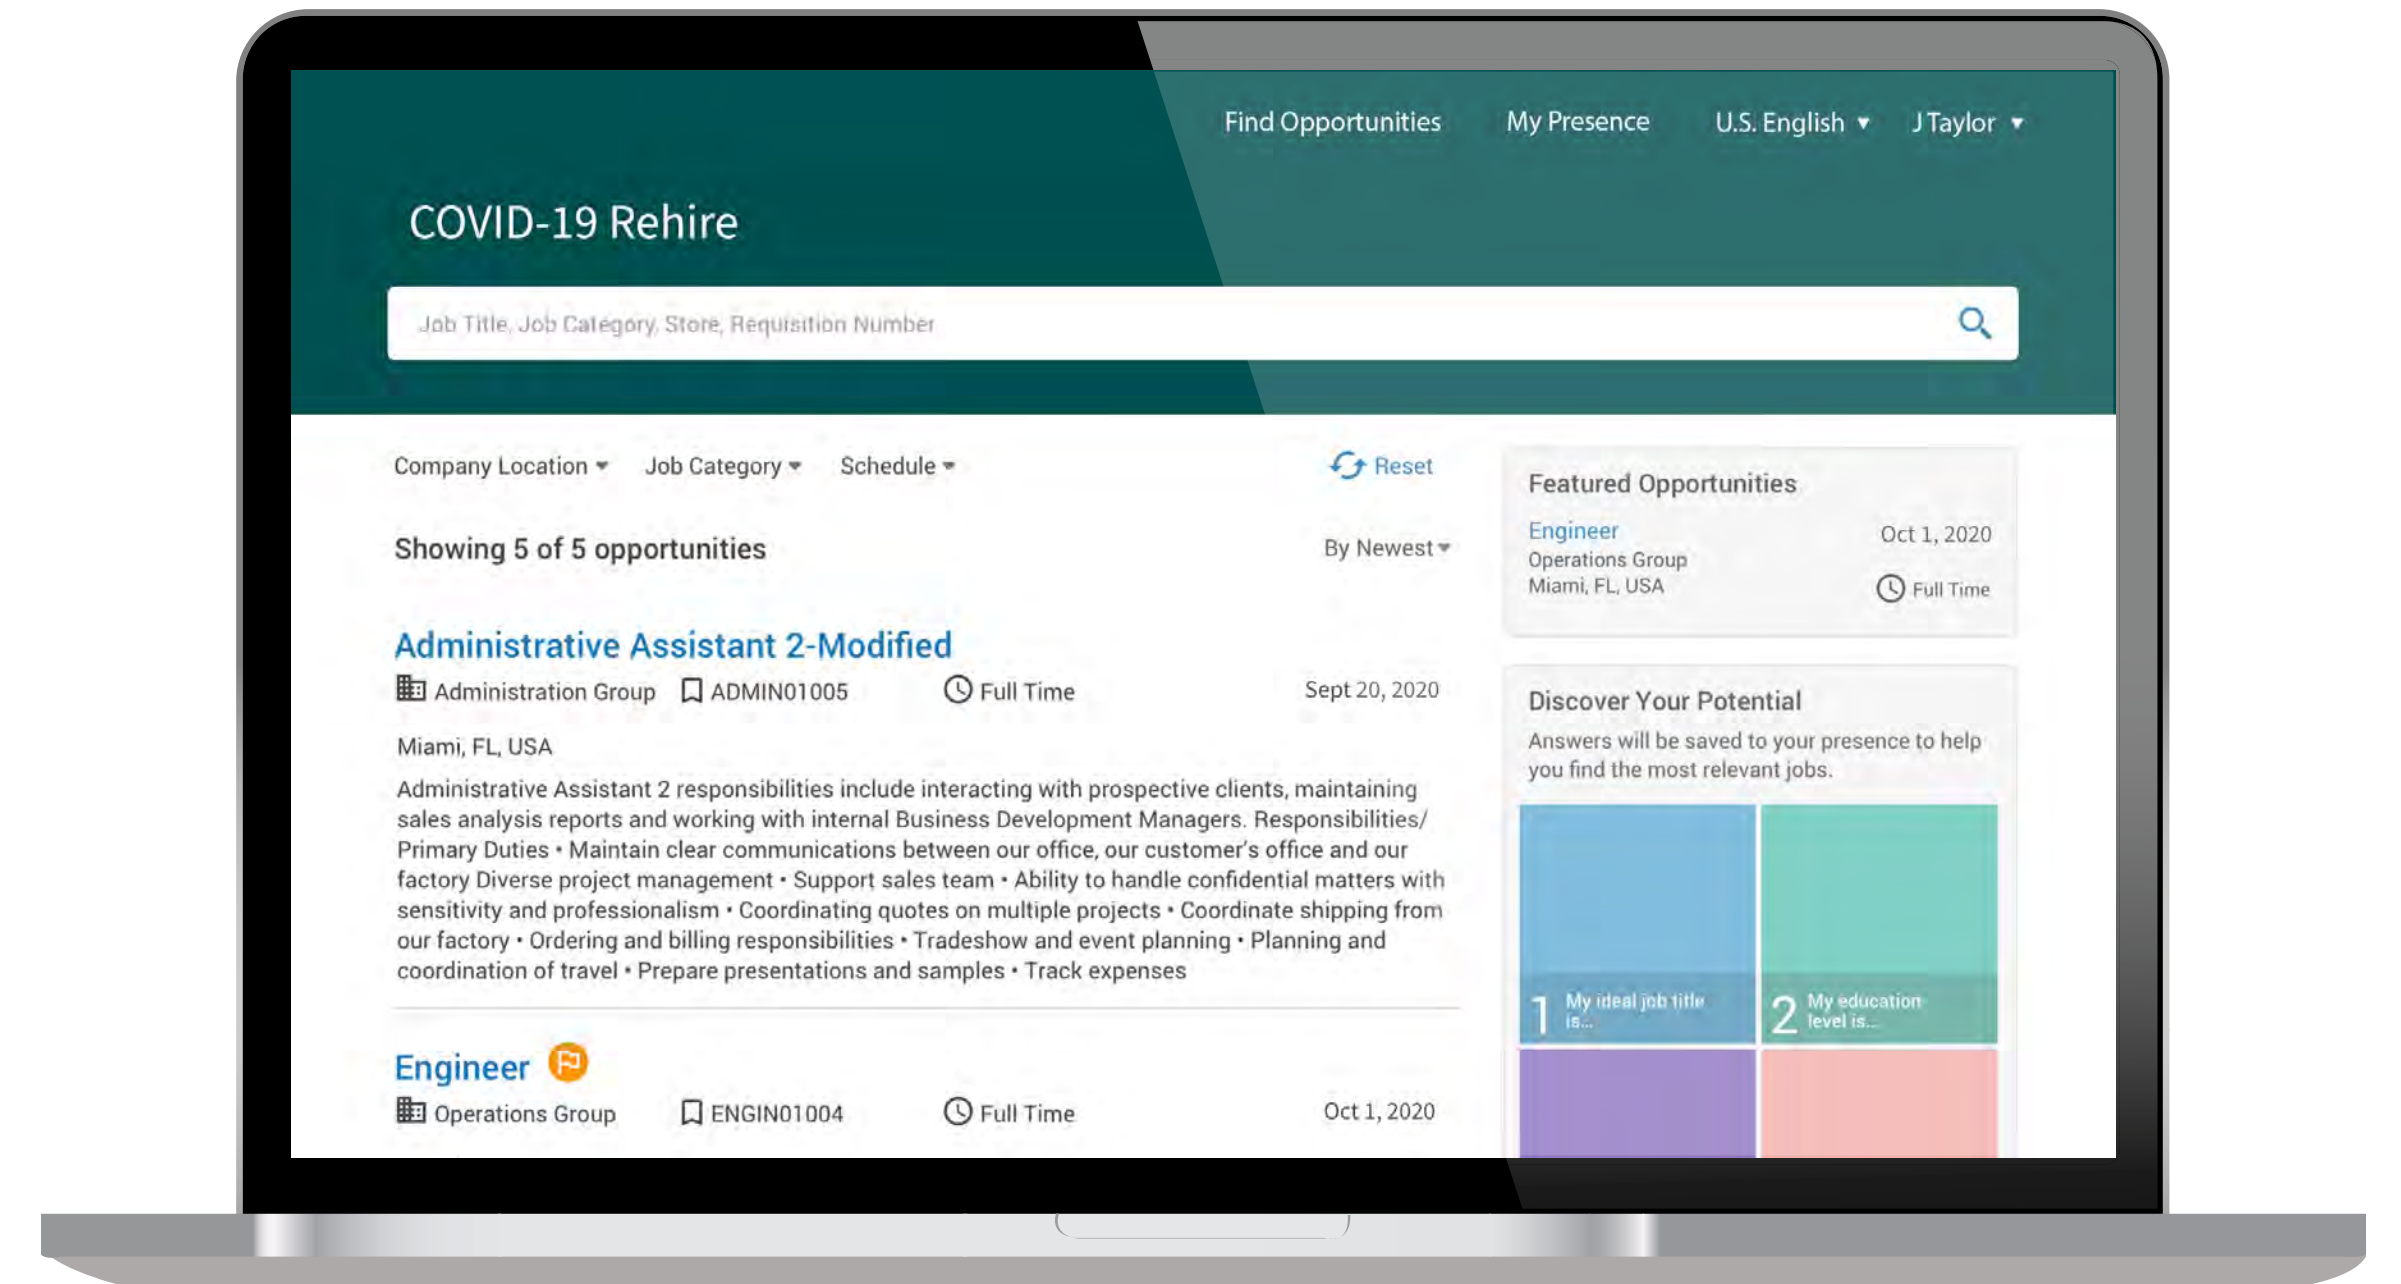 Find Opportunities My Presence U.S. English J Taylor
COVID-19 Rehire
Job Title, Job Category, Store, Requisition Number
Company Location Job Category Schedule Reset
Showing 5 of 5 opportunities By Newest
Administrative Assistant 2-Modified
Administration Group ADMIN01005 Full Time Sept 20, 2020
Miami, FL, USA
Administrative Assistant 2 responsibilities include interacting with prospective clients, maintaining
sales analysis reports and working with internal Business Development Managers. Responsibilities/
Primary Duties • Maintain clear communications between our office, our customer's office and our
factory Diverse project management • Support sales team • Ability to handle confidential matters with
sensitivity and professionalism • Coordinating quotes on multiple projects • Coordinate shipping from
our factory • Ordering and billing responsibilities • Tradeshow and event planning • Planning and
coordination of travel • Prepare presentations and samples • Track expenses
Engineer
Operations Group ENGIN01004 Full Time Oct 1, 2020
Featured Opportunities
Engineer Oct 1, 2020
Operations Group
Miami, FL, USA Full Time
Discover Your Potential
Answers will be saved to your presence to help
you find the most relevant jobs.
1 My ideal job title
is...
2 My education
level is...